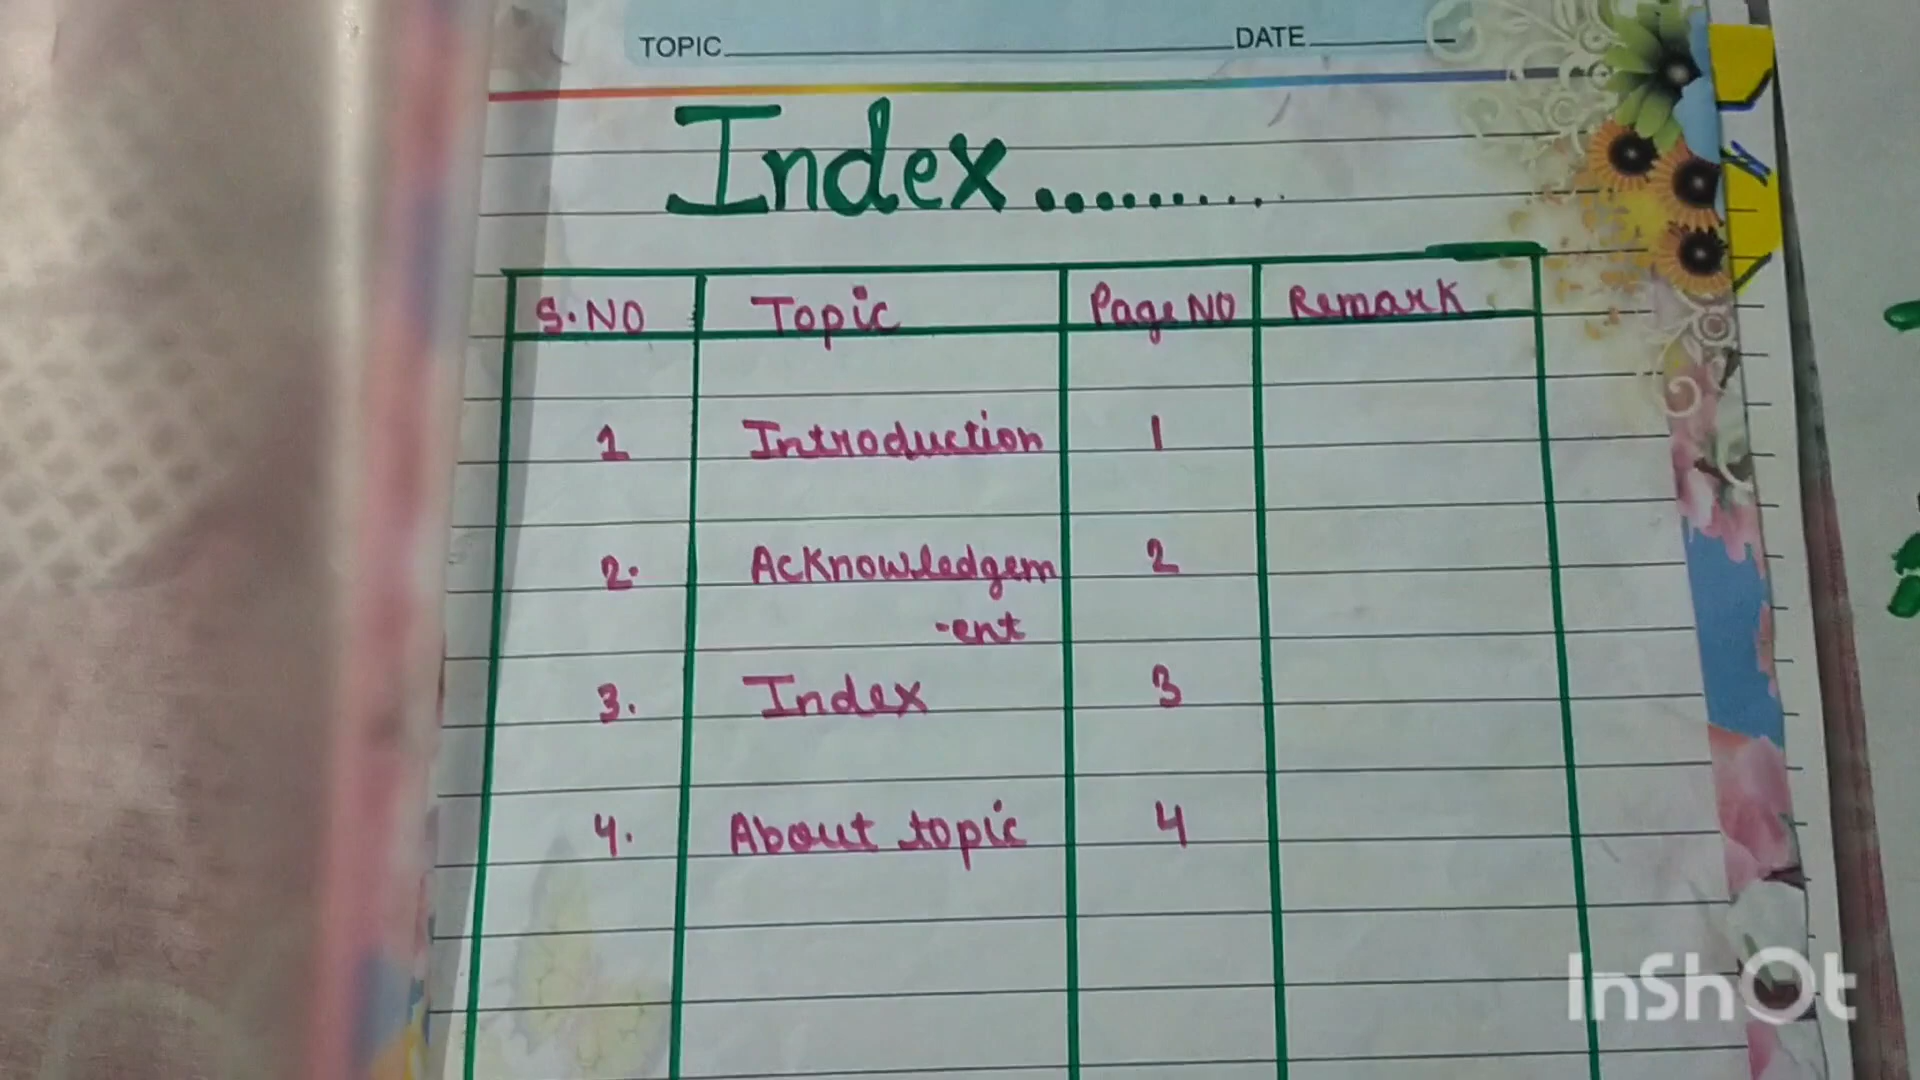 TOPIC DATE
Index.........
S.NO Topic Page NO Remark
1 Introduction 1
2. Acknowledgem 2
-ent
3. Index 3
4. About topic 4
InShOt